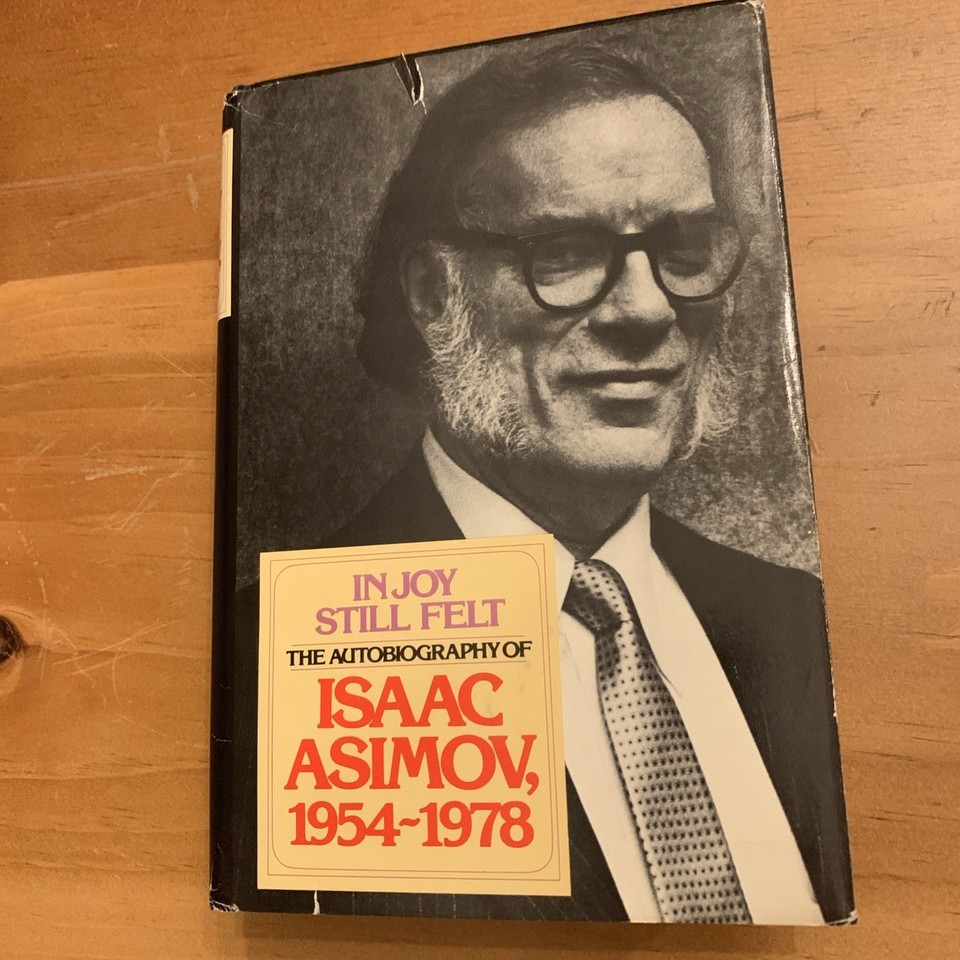 IN JOY
STILL FELT
THE AUTOBIOGRAPHY OF
ISAAC
ASIMOV,
1954~1978